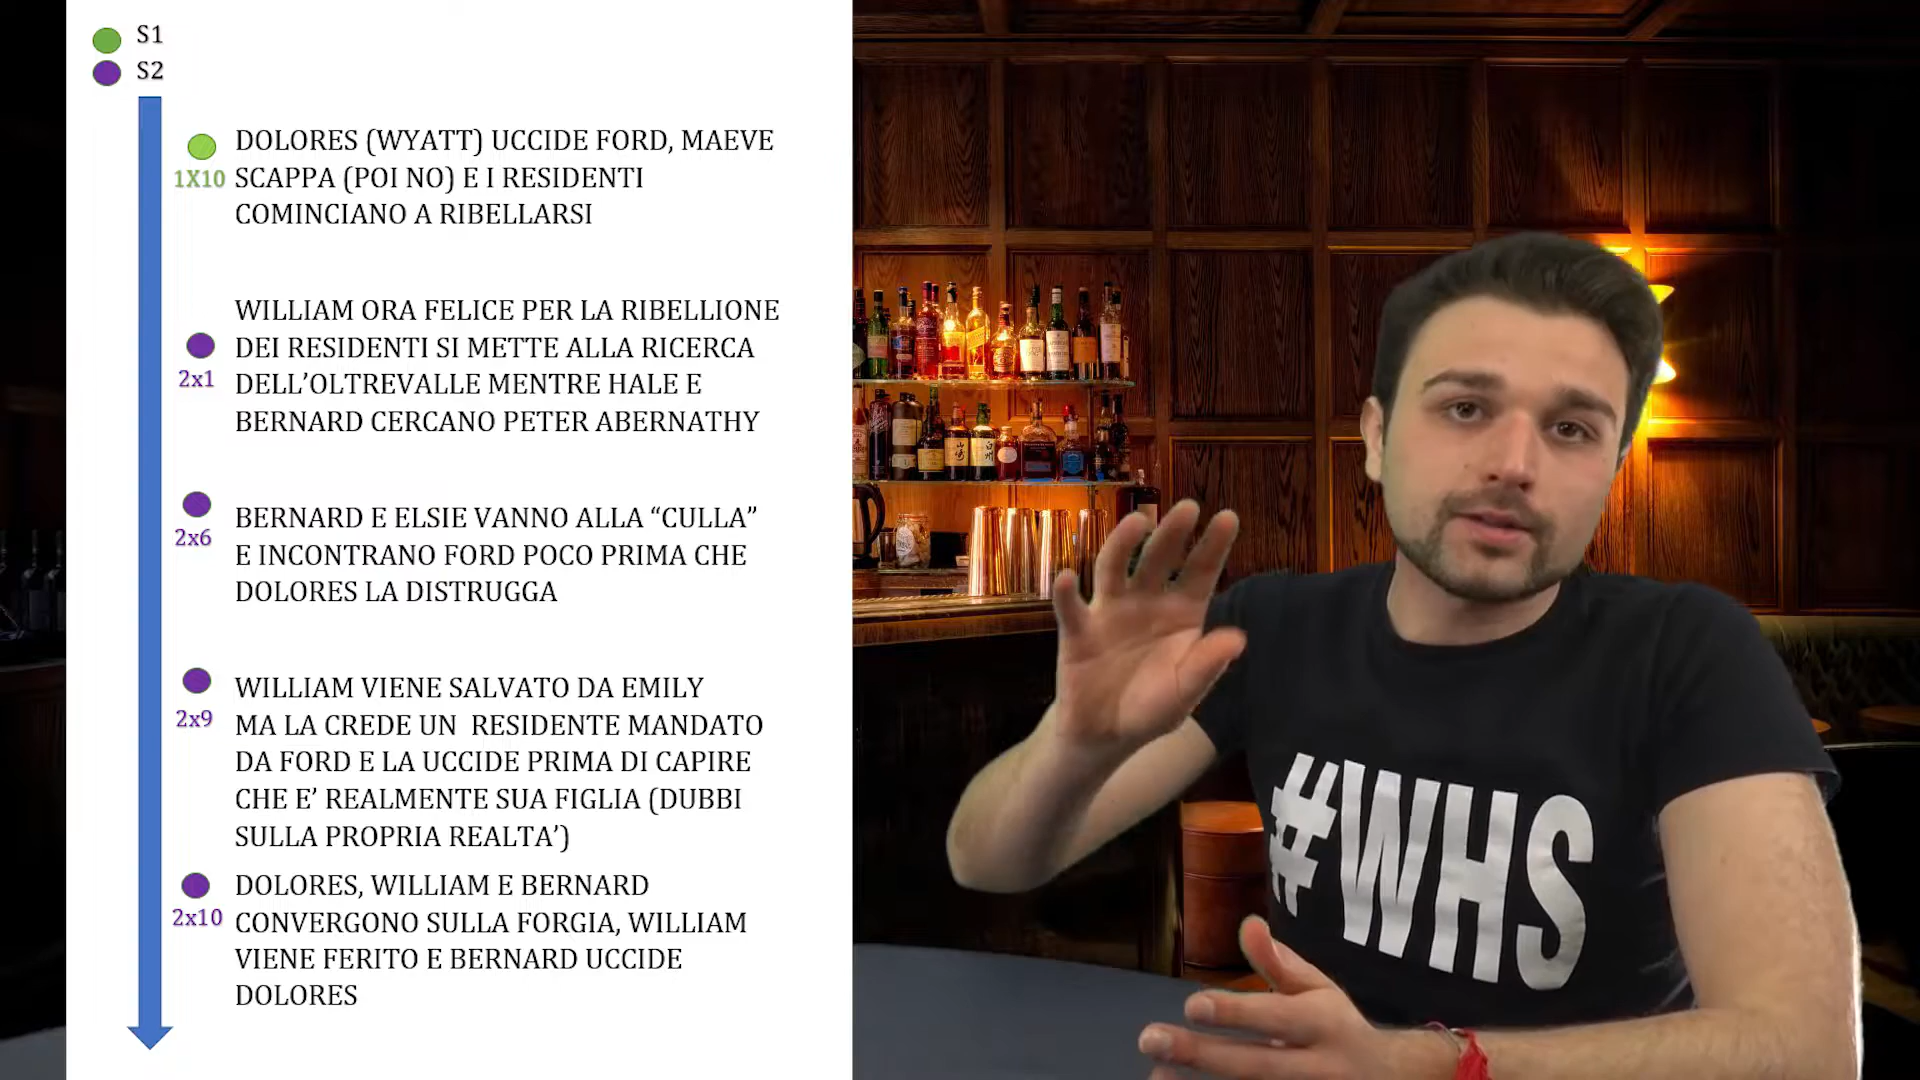 S1
S2
DOLORES (WYATT) UCCIDE FORD, MAEVE
1X10
SCAPPA (POI NO) E I RESIDENTI
COMINCIANO A RIBELLARSI
WILLIAM ORA FELICE PER LA RIBELLIONE
DEI RESIDENTI SI METTE ALLA RICERCA
2x1
DELL’OLTREVALLE MENTRE HALE E
BERNARD CERCANO PETER ABERNATHY
BERNARD E ELSIE VANNO ALLA “CULLA”
2x6
E INCONTRANO FORD POCO PRIMA CHE
DOLORES LA DISTRUGGA
WILLIAM VIENE SALVATO DA EMILY
2x9
MA LA CREDE UN  RESIDENTE MANDATO
DA FORD E LA UCCIDE PRIMA DI CAPIRE
CHE E’ REALMENTE SUA FIGLIA (DUBBI
SULLA PROPRIA REALTA’)
DOLORES, WILLIAM E BERNARD
2x10
CONVERGONO SULLA FORGIA, WILLIAM
VIENE FERITO E BERNARD UCCIDE
DOLORES
#WHS